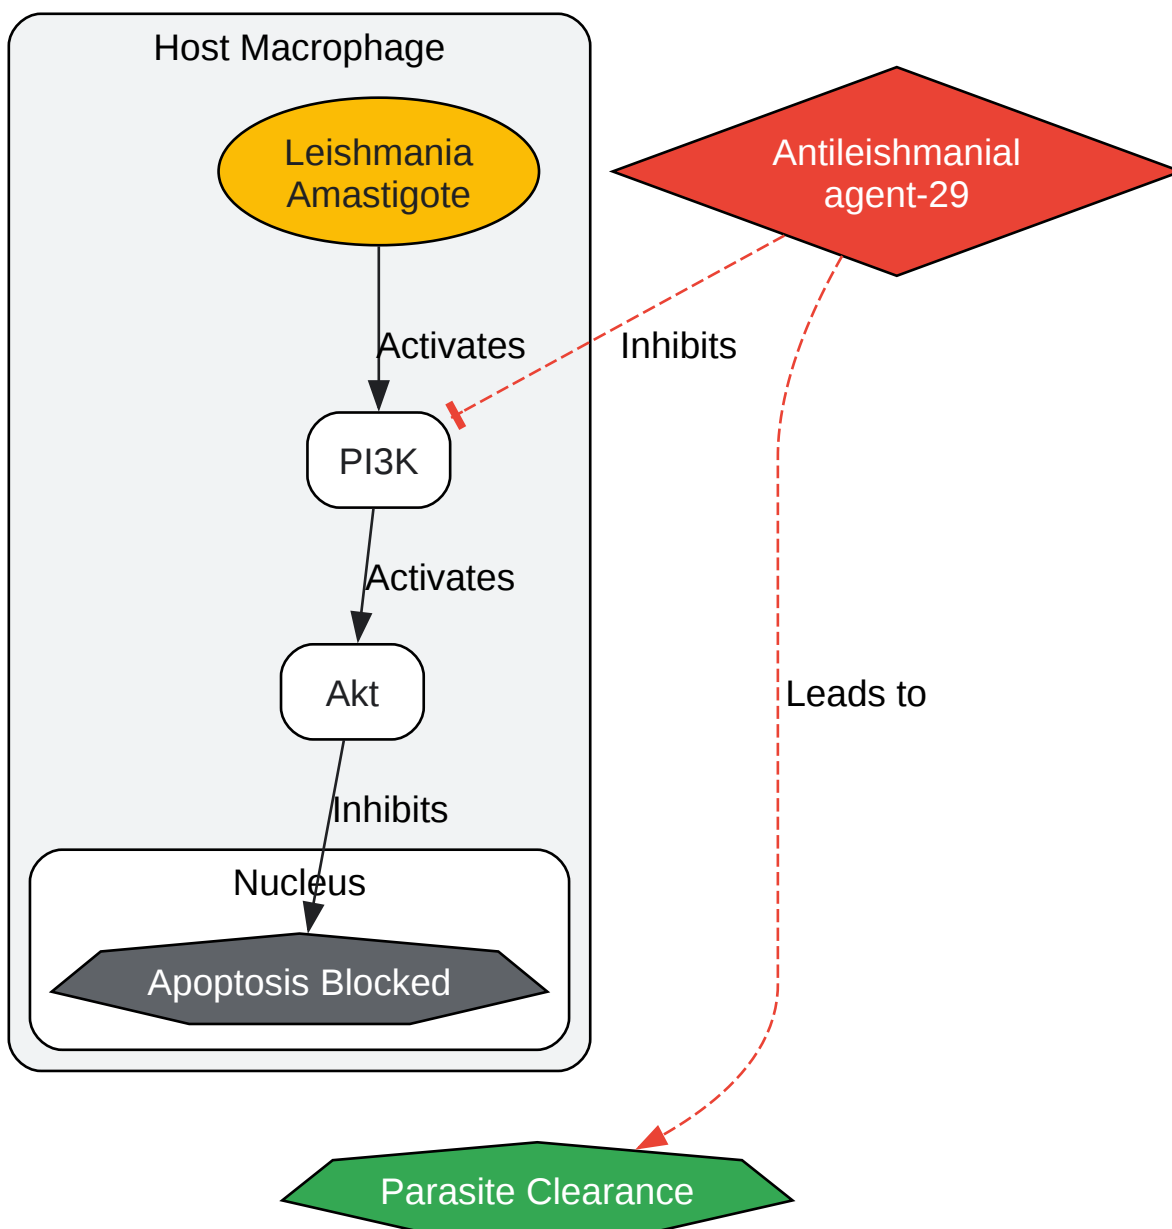 Host Macrophage
Leishmania
Amastigote
Antileishmanial
agent-29
Activates
Inhibits
PI3K
Activates
Akt
Leads to
Inhibits
Nucleus
Apoptosis Blocked
Parasite Clearance